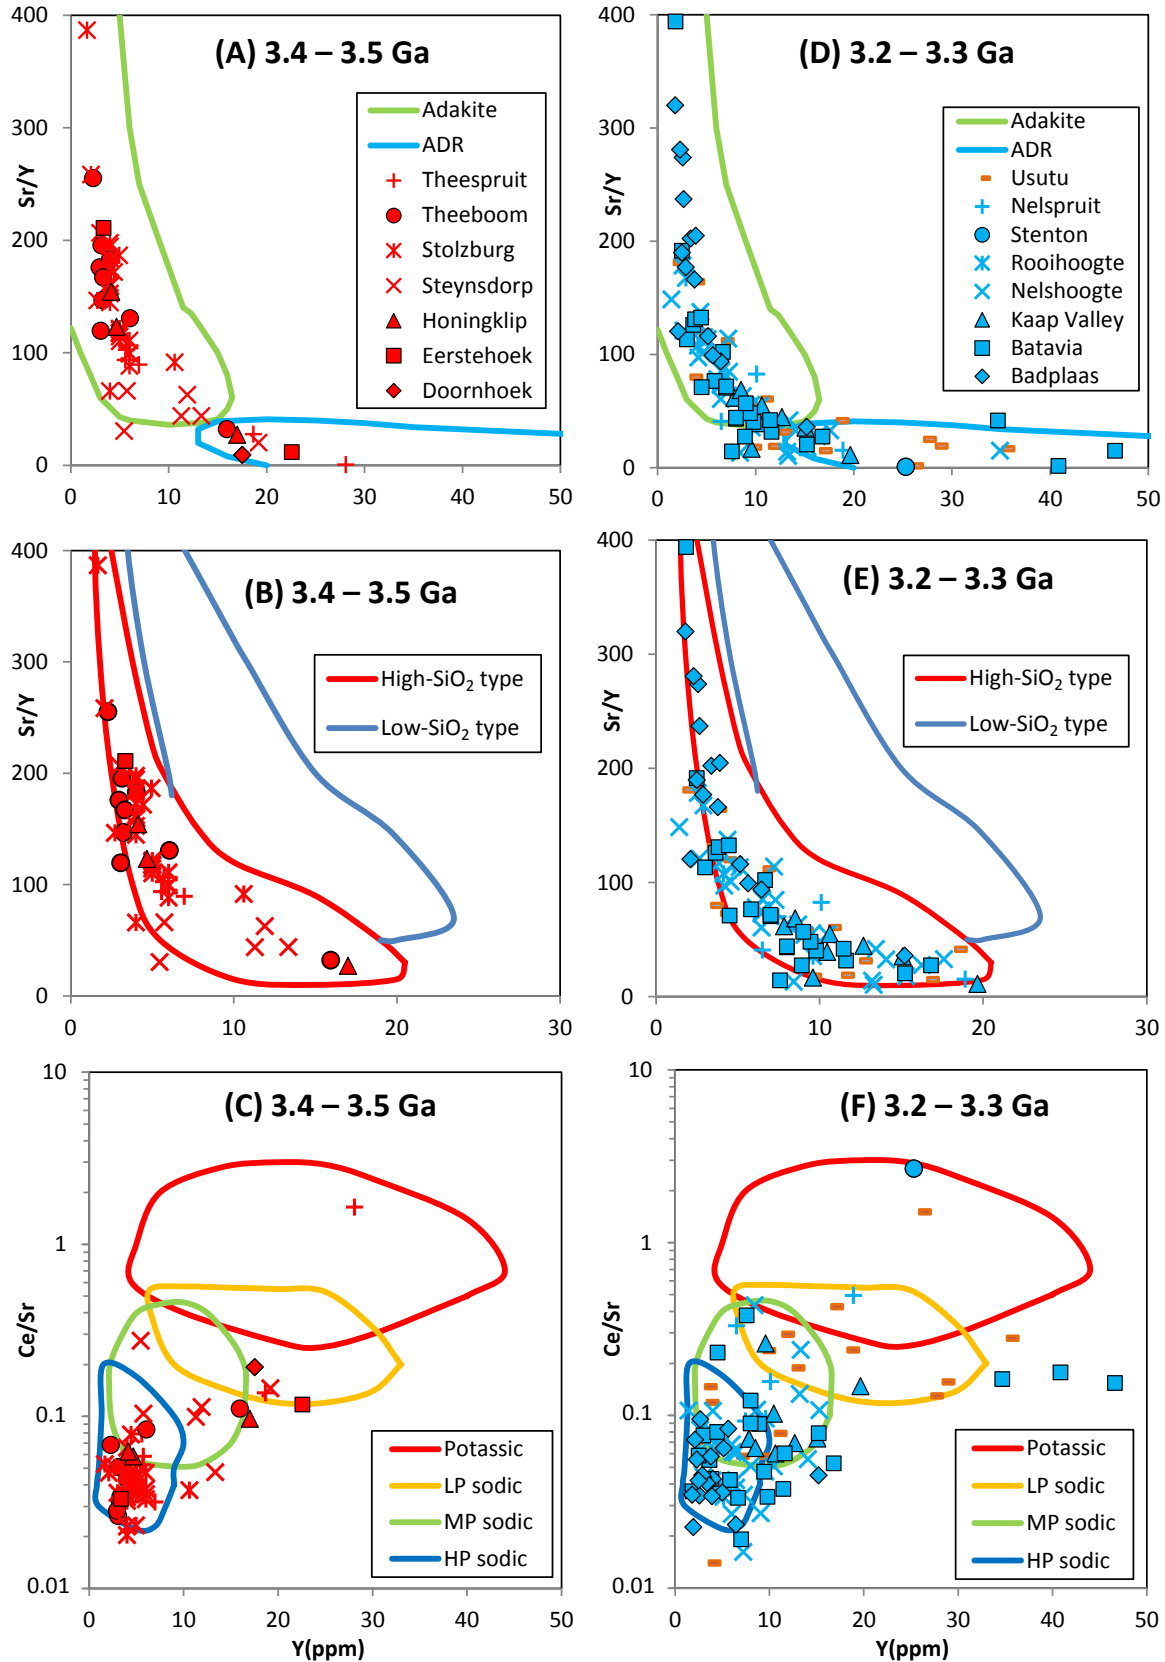 (A) 3.4 – 3.5 Ga
Sr/Y
400
300
200
100
0
0 10 20 30 40 50
Adakite
ADR
Theespruit
Theeboom
Stolzburg
Steynsdorp
Honingklip
Eerstehoek
Doornhoek
(D) 3.2 – 3.3 Ga
Sr/Y
400
300
200
100
0
0 10 20 30 40 50
Adakite
ADR
Usutu
Nelspruit
Stenton
Rooihoogte
Nelshoogte
Kaap Valley
Batavia
Badplaas
(B) 3.4 – 3.5 Ga
Sr/Y
400
300
200
100
0
0 10 20 30
High-SiO₂ type
Low-SiO₂ type
(E) 3.2 – 3.3 Ga
Sr/Y
400
300
200
100
0
0 10 20 30
High-SiO₂ type
Low-SiO₂ type
(C) 3.4 – 3.5 Ga
Ce/Sr
10
1
0.1
0.01
0 10 20 30 40 50
Y(ppm)
Potassic
LP sodic
MP sodic
HP sodic
(F) 3.2 – 3.3 Ga
Ce/Sr
10
1
0.1
0.01
0 10 20 30 40 50
Y(ppm)
Potassic
LP sodic
MP sodic
HP sodic